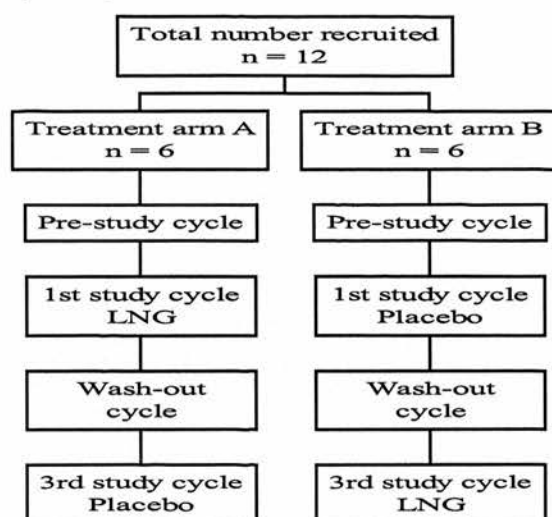 Total number recruited
n = 12
Treatment arm A
n = 6
Treatment arm B
n = 6
Pre-study cycle
Pre-study cycle
1st study cycle
LNG
1st study cycle
Placebo
Wash-out
cycle
Wash-out
cycle
3rd study cycle
Placebo
3rd study cycle
LNG